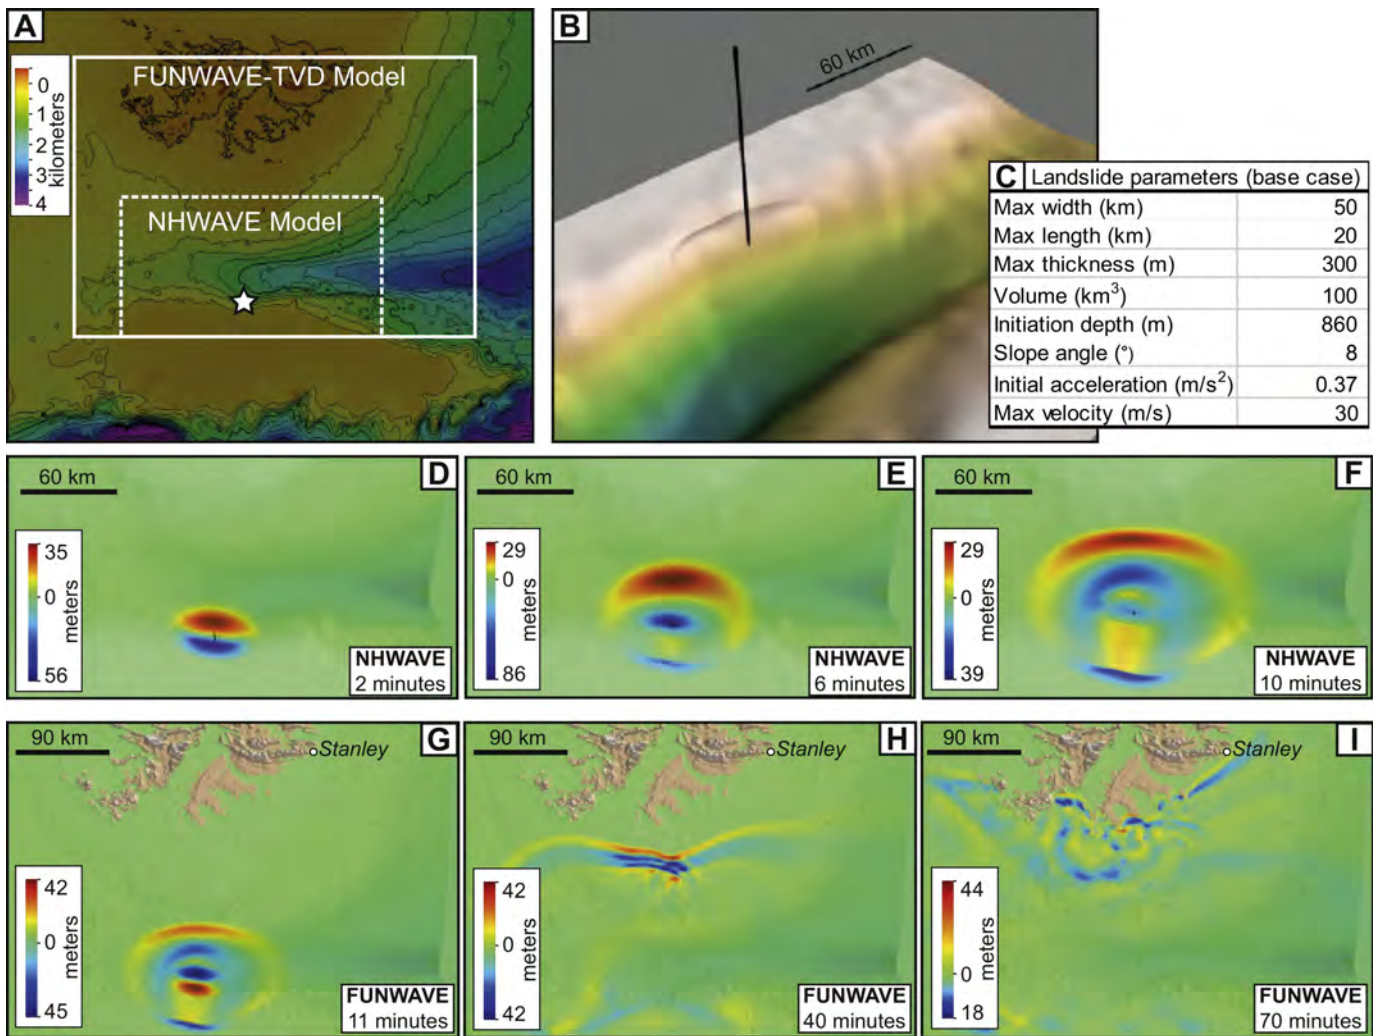 A
0
1
2
3
4
kilometers
FUNWAVE-TVD Model
NHWAVE Model
B
60 km
C Landslide parameters (base case)
Max width (km) 50
Max length (km) 20
Max thickness (m) 300
Volume (km³) 100
Initiation depth (m) 860
Slope angle (°) 8
Initial acceleration (m/s²) 0.37
Max velocity (m/s) 30
60 km
D
35
0
56
meters
NHWAVE
2 minutes
60 km
E
29
0
86
meters
NHWAVE
6 minutes
60 km
F
29
0
39
meters
NHWAVE
10 minutes
90 km
G
Stanley
42
0
45
meters
FUNWAVE
11 minutes
90 km
H
Stanley
42
0
42
meters
FUNWAVE
40 minutes
90 km
I
Stanley
44
0
18
meters
FUNWAVE
70 minutes